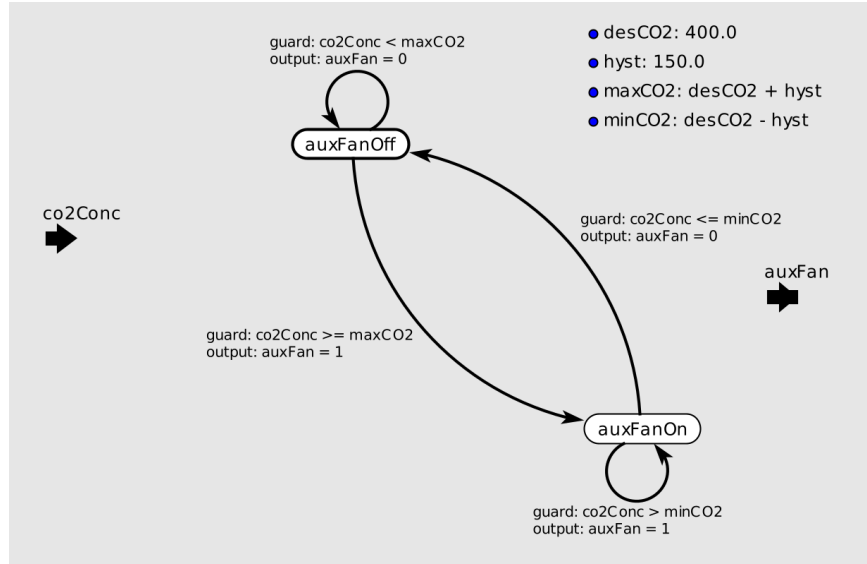 guard: co2Conc < maxCO2
output: auxFan = 0
desCO2: 400.0
hyst: 150.0
maxCO2: desCO2 + hyst
minCO2: desCO2 - hyst
auxFanOff
co2Conc
guard: co2Conc <= minCO2
output: auxFan = 0
auxFan
guard: co2Conc >= maxCO2
output: auxFan = 1
auxFanOn
guard: co2Conc > minCO2
output: auxFan = 1